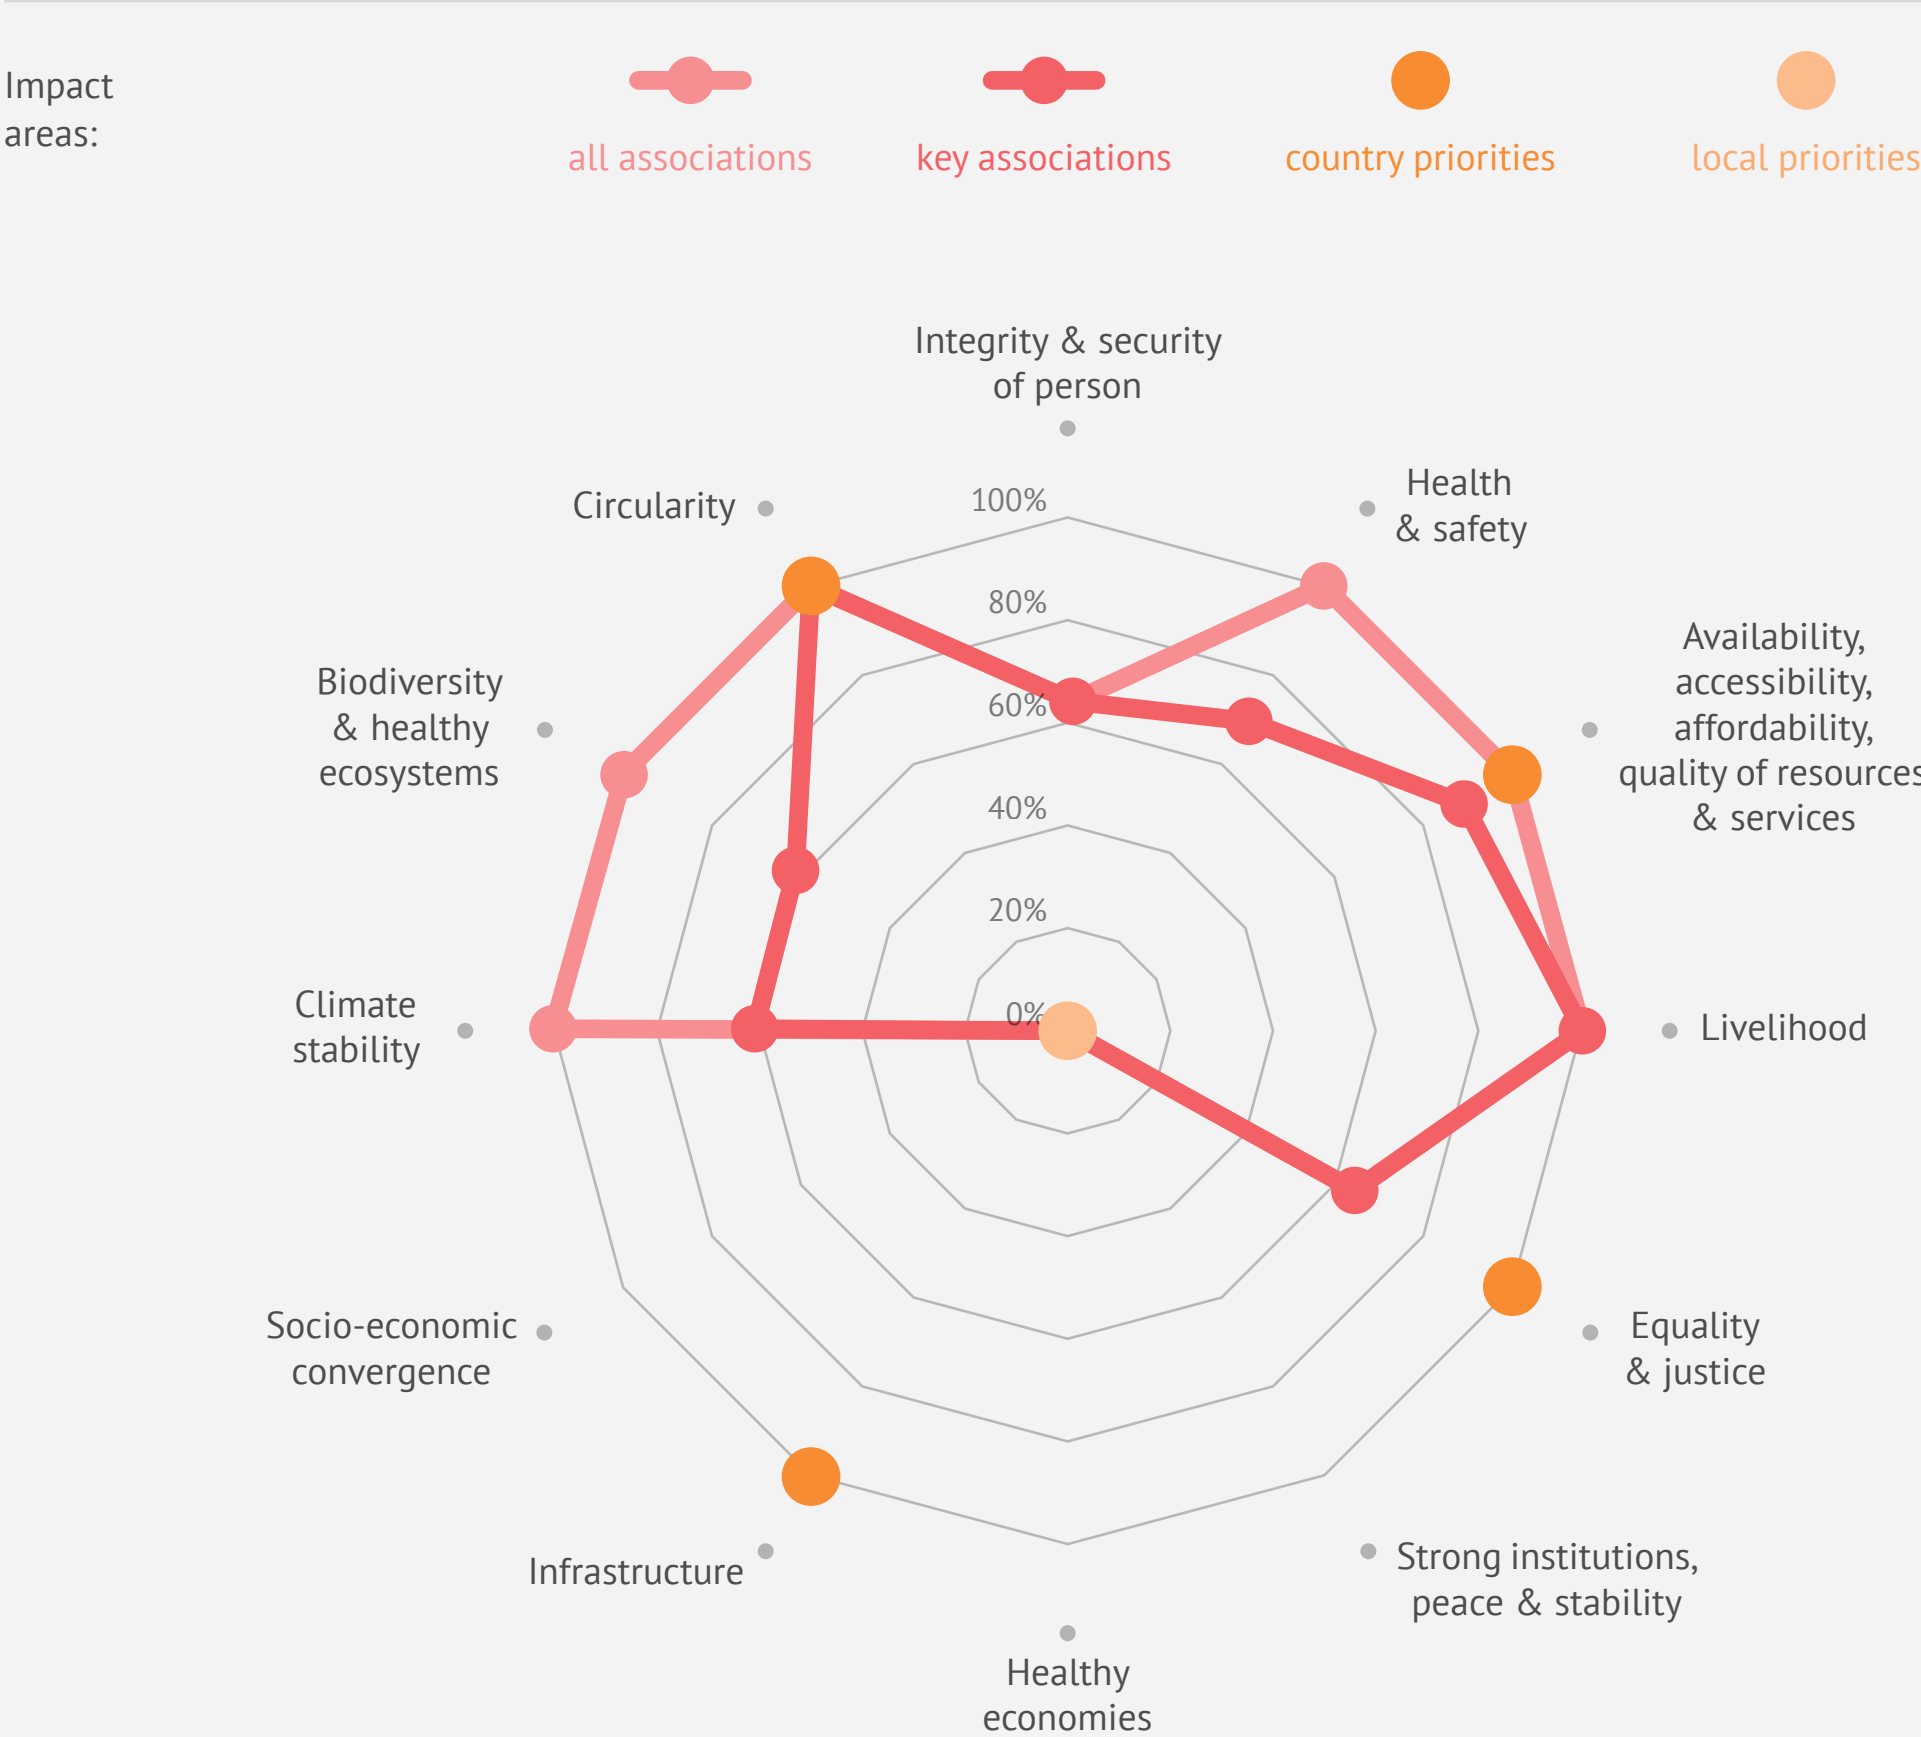 Impact
areas:
all associations
key associations
country priorities
local priorities
Integrity & security
of person
Health
& safety
Circularity
100%
80%
60%
40%
20%
0%
Availability,
accessibility,
affordability,
quality of resources
& services
Biodiversity
& healthy
ecosystems
Climate
stability
Livelihood
Socio-economic
convergence
Equality
& justice
Infrastructure
Strong institutions,
peace & stability
Healthy
economies